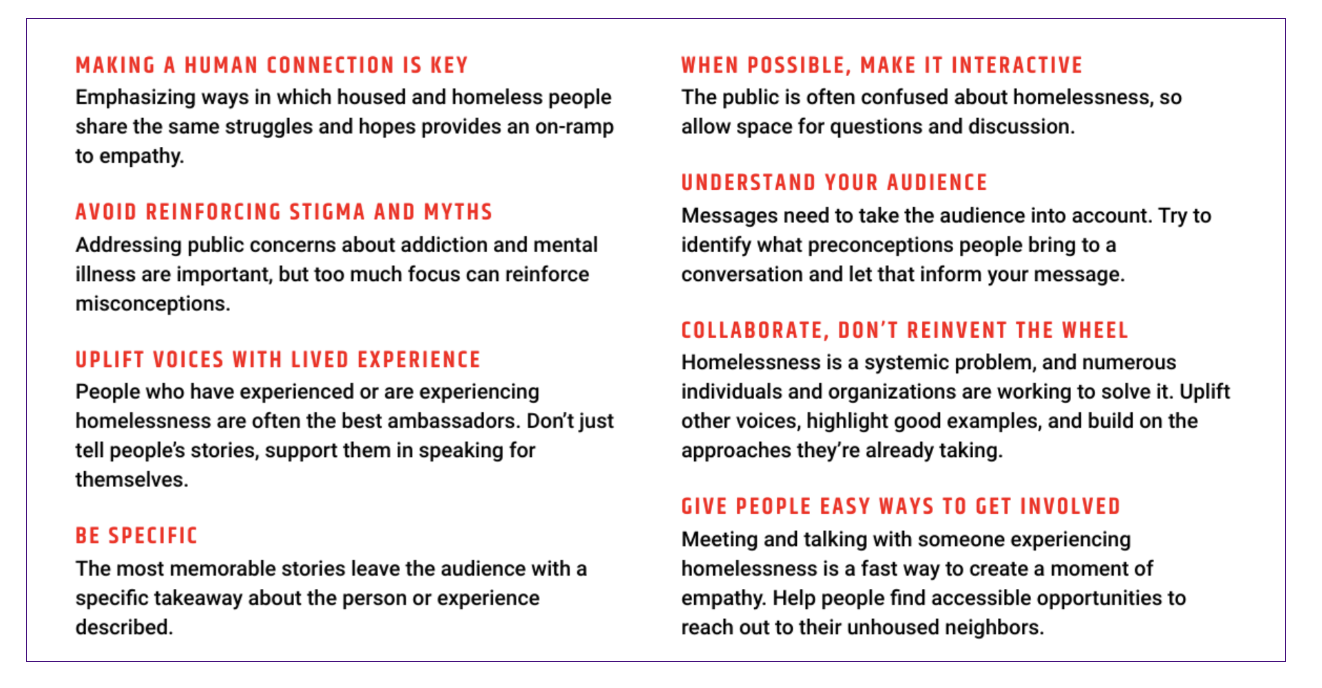 MAKING A HUMAN CONNECTION IS KEY
Emphasizing ways in which housed and homeless people
share the same struggles and hopes provides an on-ramp
to empathy.
AVOID REINFORCING STIGMA AND MYTHS
Addressing public concerns about addiction and mental
illness are important, but too much focus can reinforce
misconceptions.
UPLIFT VOICES WITH LIVED EXPERIENCE
People who have experienced or are experiencing
homelessness are often the best ambassadors. Don’t just
tell people’s stories, support them in speaking for
themselves.
BE SPECIFIC
The most memorable stories leave the audience with a
specific takeaway about the person or experience
described.
WHEN POSSIBLE, MAKE IT INTERACTIVE
The public is often confused about homelessness, so
allow space for questions and discussion.
UNDERSTAND YOUR AUDIENCE
Messages need to take the audience into account. Try to
identify what preconceptions people bring to a
conversation and let that inform your message.
COLLABORATE, DON’T REINVENT THE WHEEL
Homelessness is a systemic problem, and numerous
individuals and organizations are working to solve it. Uplift
other voices, highlight good examples, and build on the
approaches they’re already taking.
GIVE PEOPLE EASY WAYS TO GET INVOLVED
Meeting and talking with someone experiencing
homelessness is a fast way to create a moment of
empathy. Help people find accessible opportunities to
reach out to their unhoused neighbors.